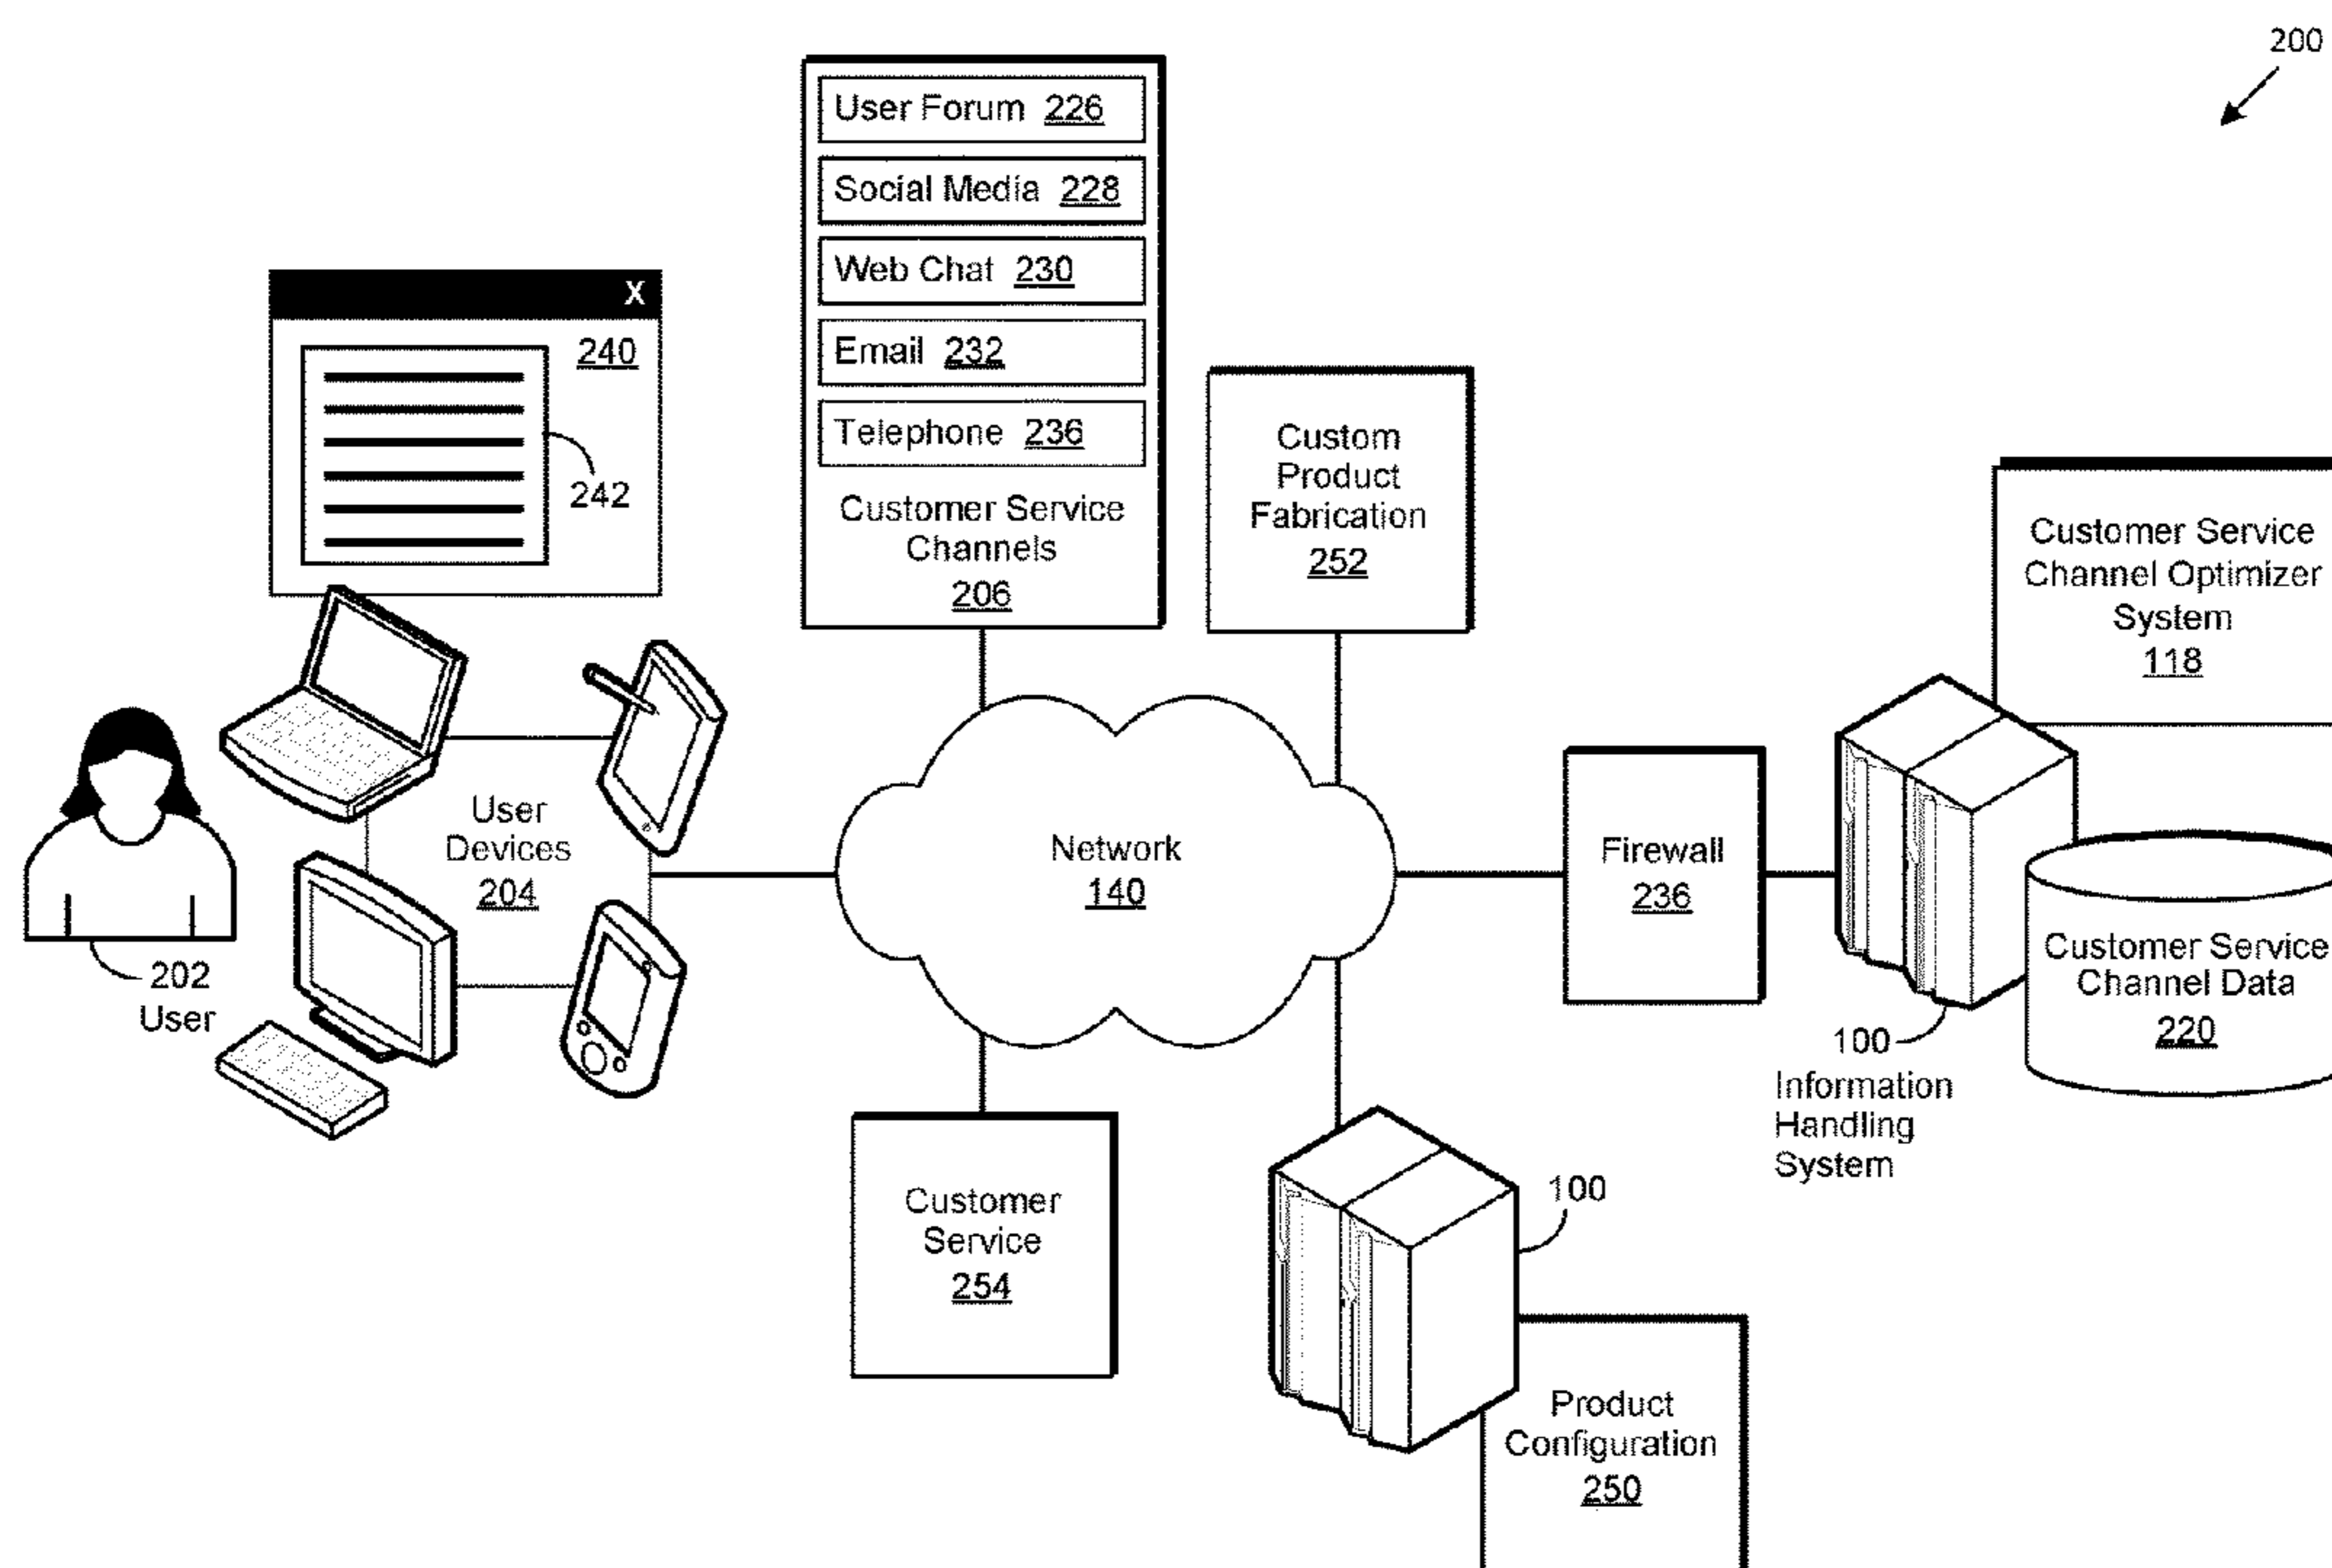 200
User Forum 226
Social Media 228
Web Chat 230
Email 232
Telephone 236
Customer Service
Channels
206
X
240
242
Custom
Product
Fabrication
252
Customer Service
Channel Optimizer
System
118
User
Devices
204
202
User
Network
140
Firewall
236
Customer Service
Channel Data
220
100
Information
Handling
System
Customer
Service
254
100
Product
Configuration
250